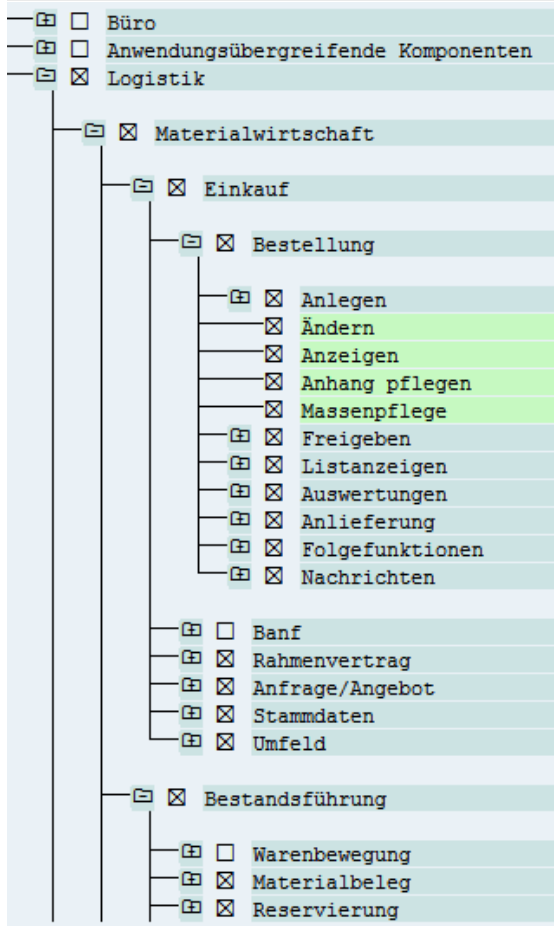 Büro
Anwendungsübergreifende Komponenten
Logistik
Materialwirtschaft
Einkauf
Bestellung
Anlegen
Ändern
Anzeigen
Anhang pflegen
Massenpflege
Freigeben
Listanzeigen
Auswertungen
Anlieferung
Folgefunktionen
Nachrichten
Banf
Rahmenvertrag
Anfrage/Angebot
Stammdaten
Umfeld
Bestandsführung
Warenbewegung
Materialbeleg
Reservierung